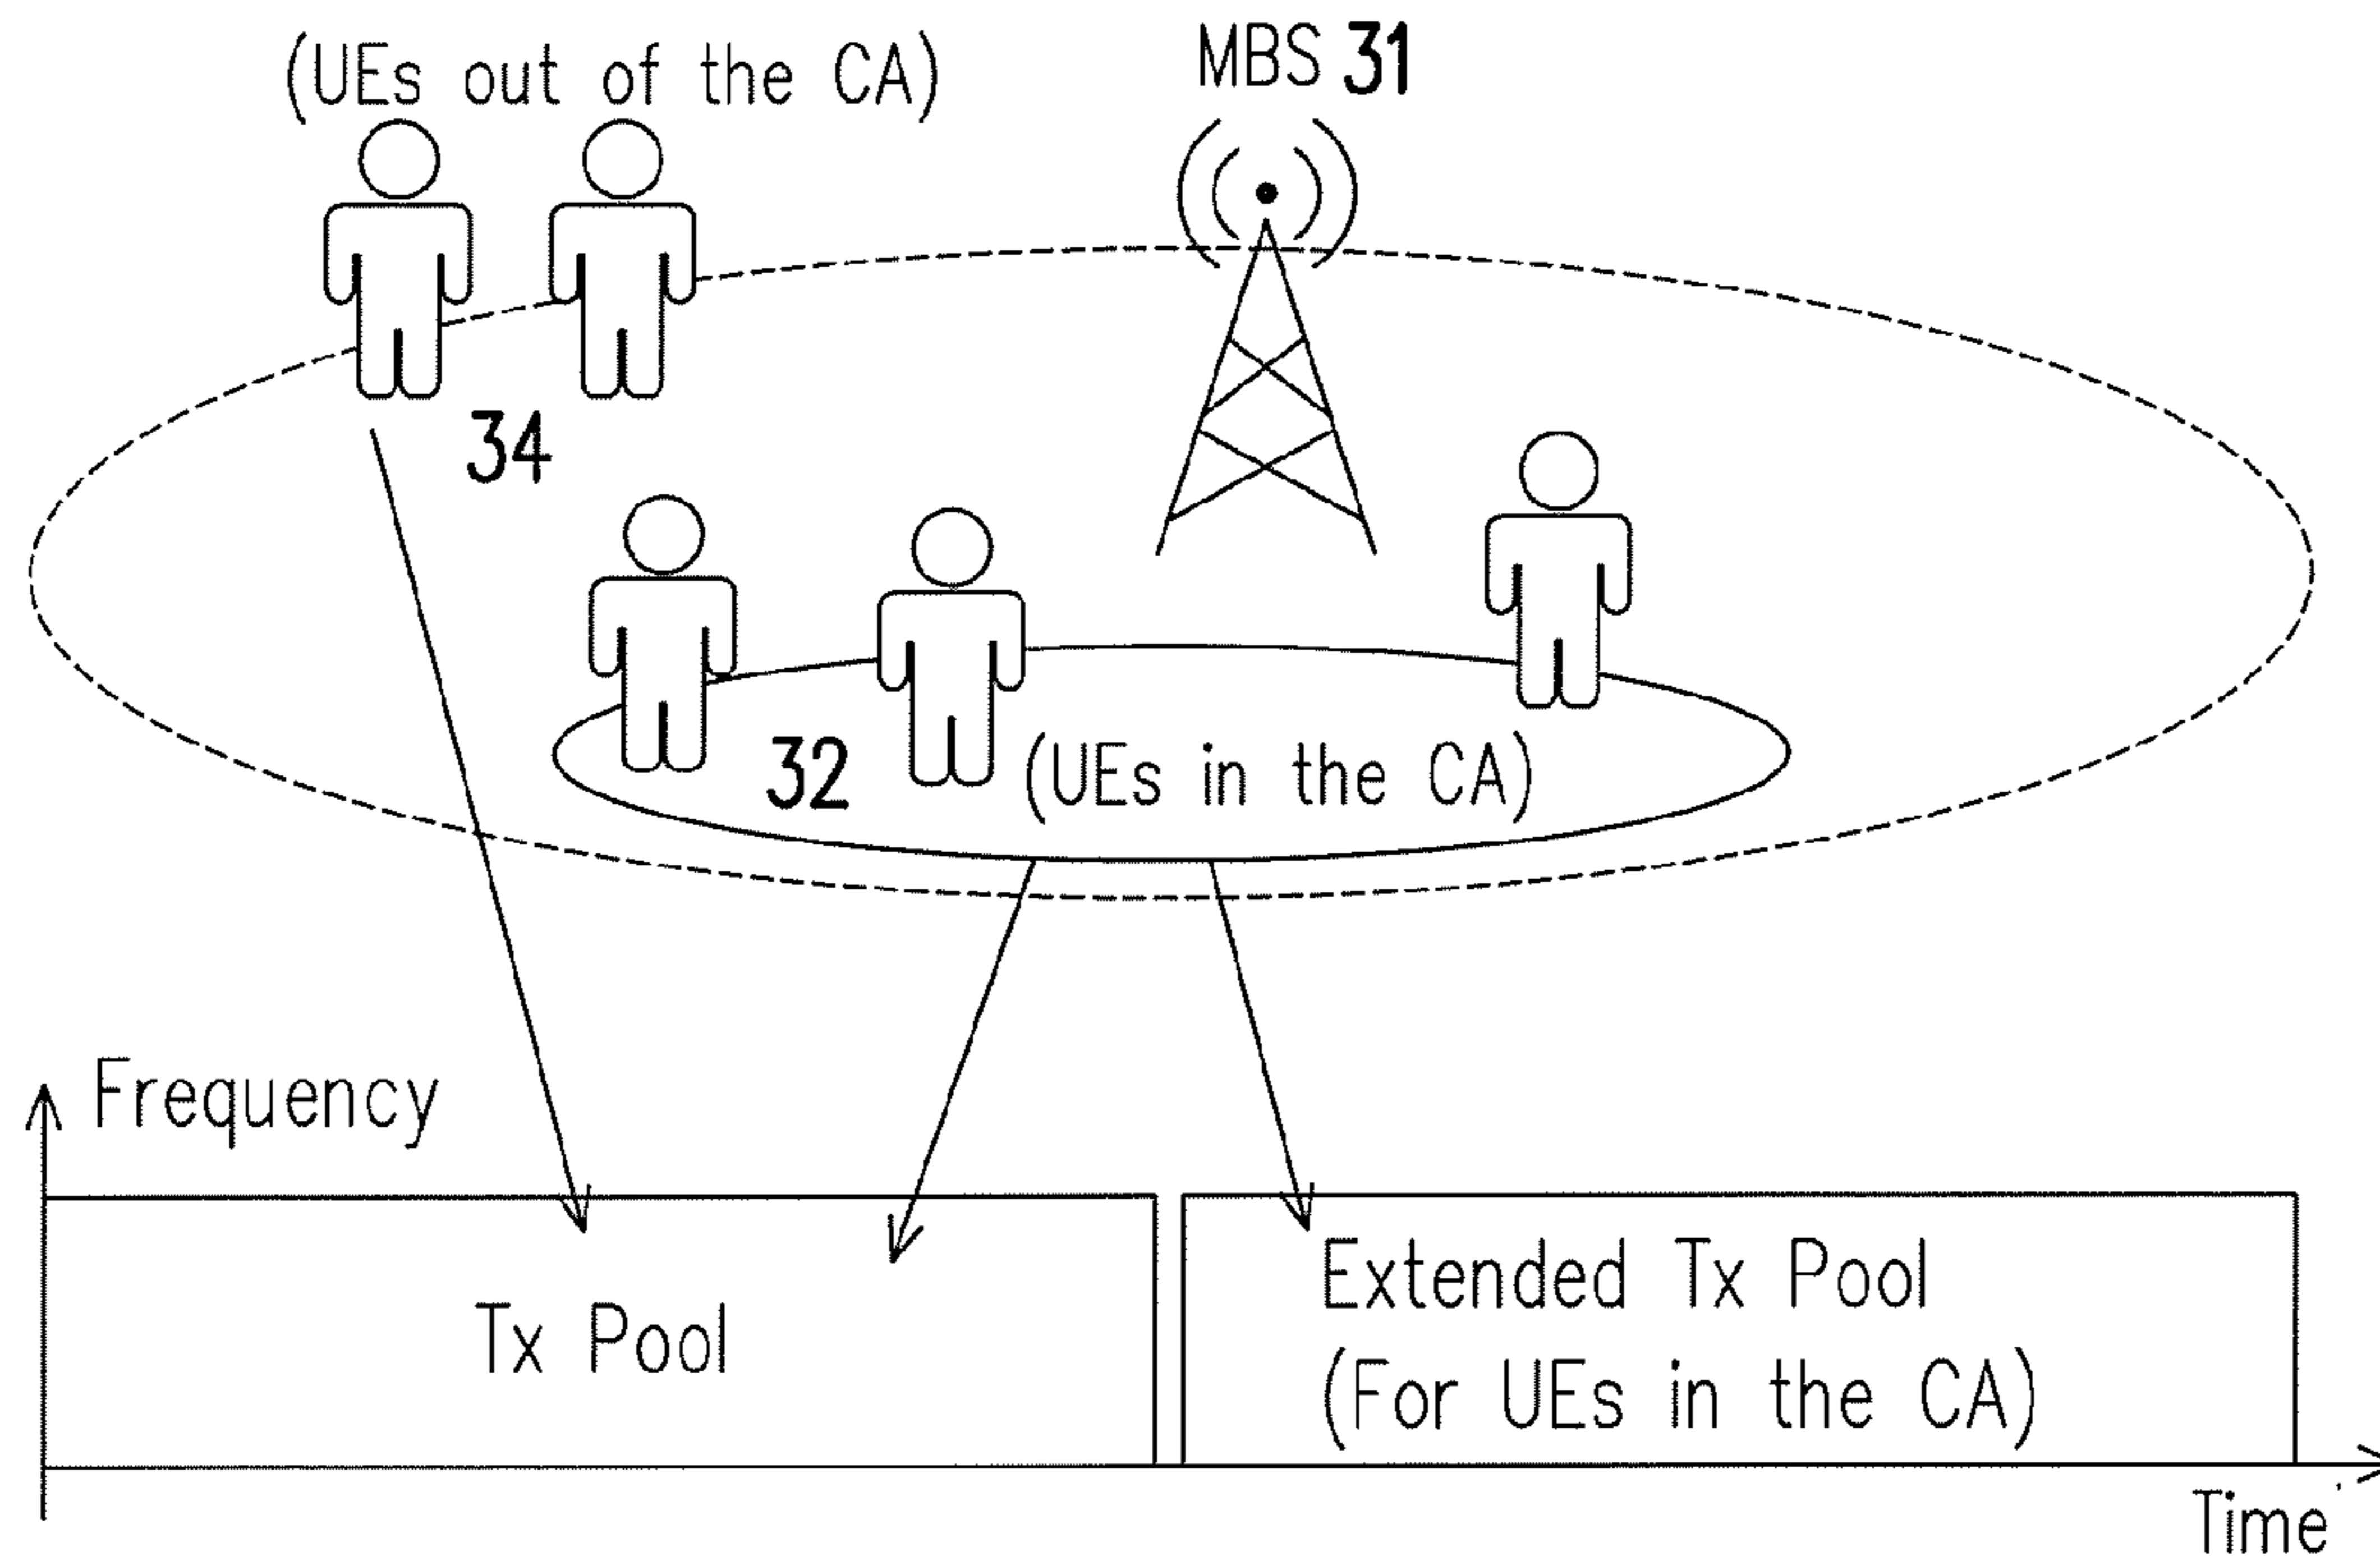 (UEs out of the CA)
MBS 31
34
32 (UEs in the CA)
Frequency
Tx Pool
Extended Tx Pool
(For UEs in the CA)
Time